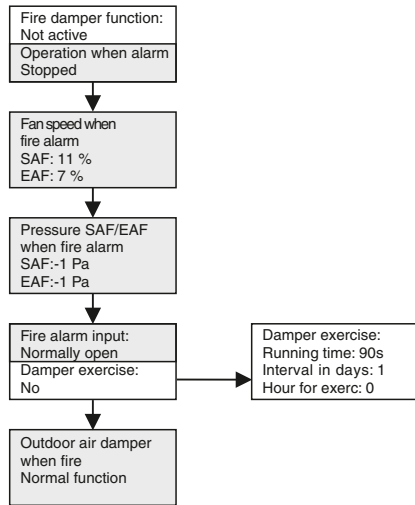 Fire damper function:
Not active
Operation when alarm
Stopped
Fan speed when
fire alarm
SAF: 11 %
EAF: 7 %
Pressure SAF/EAF
when fire alarm
SAF:-1 Pa
EAF:-1 Pa
Fire alarm input:
Normally open
Damper exercise:
No
Damper exercise:
Running time: 90s
Interval in days: 1
Hour for exerc: 0
Outdoor air damper
when fire
Normal function